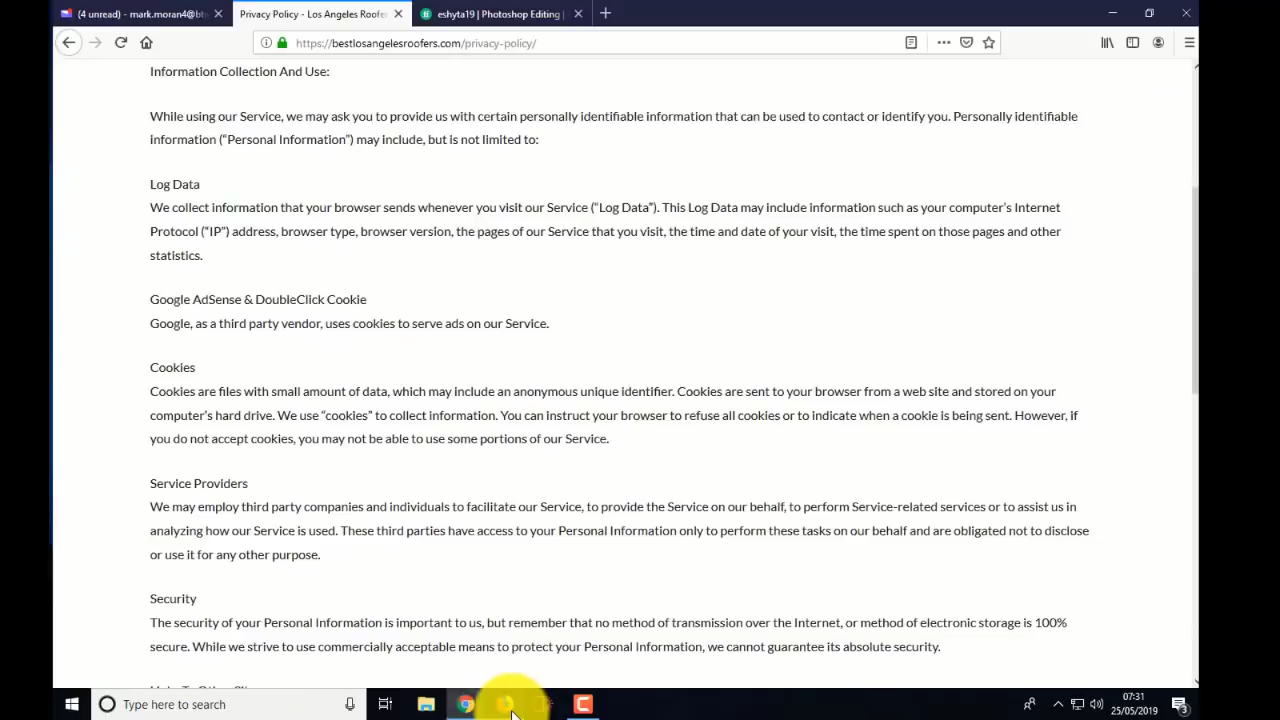 (4 unread) - mark.moran4@bt
Privacy Policy - Los Angeles Roofer
eshyta19 | Photoshop Editing |
https://bestlosangelesroofers.com/privacy-policy/
Information Collection And Use:
While using our Service, we may ask you to provide us with certain personally identifiable information that can be used to contact or identify you. Personally identifiable
information (“Personal Information”) may include, but is not limited to:
Log Data
We collect information that your browser sends whenever you visit our Service (“Log Data”). This Log Data may include information such as your computer’s Internet
Protocol (“IP”) address, browser type, browser version, the pages of our Service that you visit, the time and date of your visit, the time spent on those pages and other
statistics.
Google AdSense & DoubleClick Cookie
Google, as a third party vendor, uses cookies to serve ads on our Service.
Cookies
Cookies are files with small amount of data, which may include an anonymous unique identifier. Cookies are sent to your browser from a web site and stored on your
computer’s hard drive. We use “cookies” to collect information. You can instruct your browser to refuse all cookies or to indicate when a cookie is being sent. However, if
you do not accept cookies, you may not be able to use some portions of our Service.
Service Providers
We may employ third party companies and individuals to facilitate our Service, to provide the Service on our behalf, to perform Service-related services or to assist us in
analyzing how our Service is used. These third parties have access to your Personal Information only to perform these tasks on our behalf and are obligated not to disclose
or use it for any other purpose.
Security
The security of your Personal Information is important to us, but remember that no method of transmission over the Internet, or method of electronic storage is 100%
secure. While we strive to use commercially acceptable means to protect your Personal Information, we cannot guarantee its absolute security.
Type here to search
07:31
25/05/2019
3